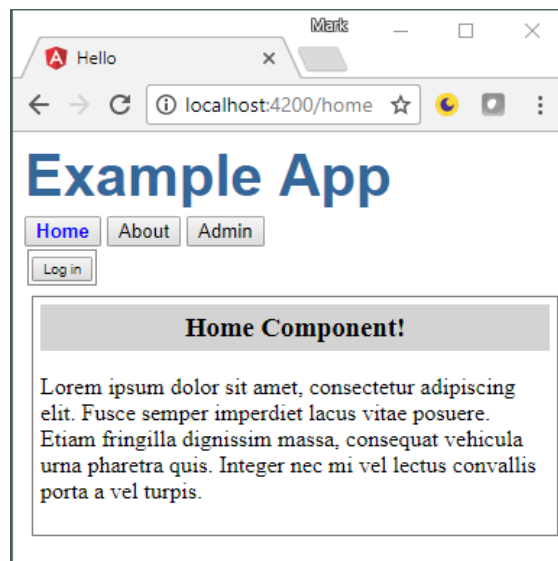 Mark
Hello
localhost:4200/home
Example App
Home About Admin
Log in
Home Component!
Lorem ipsum dolor sit amet, consectetur adipiscing
elit. Fusce semper imperdiet lacus vitae posuere.
Etiam fringilla dignissim massa, consequat vehicula
urna pharetra quis. Integer nec mi vel lectus convallis
porta a vel turpis.